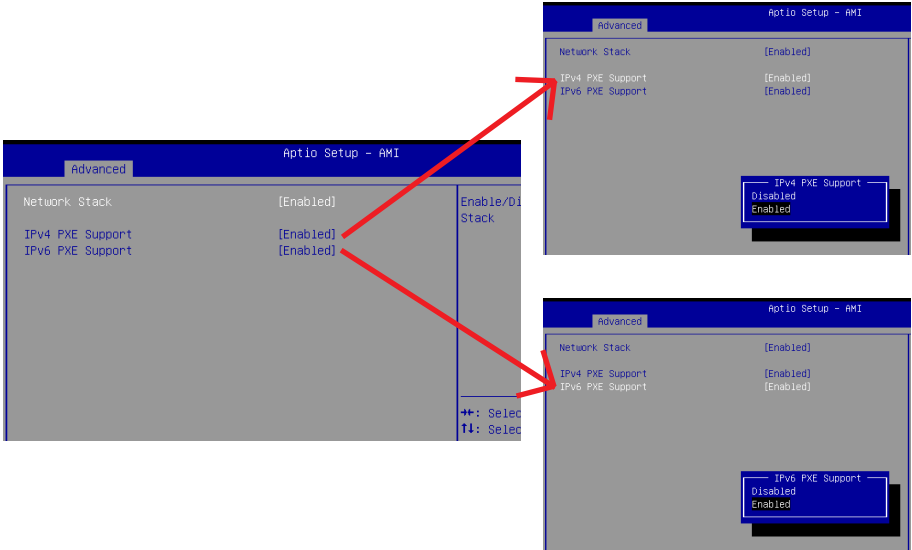 Aptio Setup - AMI
Advanced
Network Stack [Enabled]
IPv4 PXE Support [Enabled]
IPv6 PXE Support [Enabled]
Enable/Di
Stack
→←: Selec
↑↓: Selec
Aptio Setup - AMI
Advanced
Network Stack [Enabled]
IPv4 PXE Support [Enabled]
IPv6 PXE Support [Enabled]
IPv4 PXE Support
Disabled
Enabled
Aptio Setup - AMI
Advanced
Network Stack [Enabled]
IPv4 PXE Support [Enabled]
IPv6 PXE Support [Enabled]
IPv6 PXE Support
Disabled
Enabled